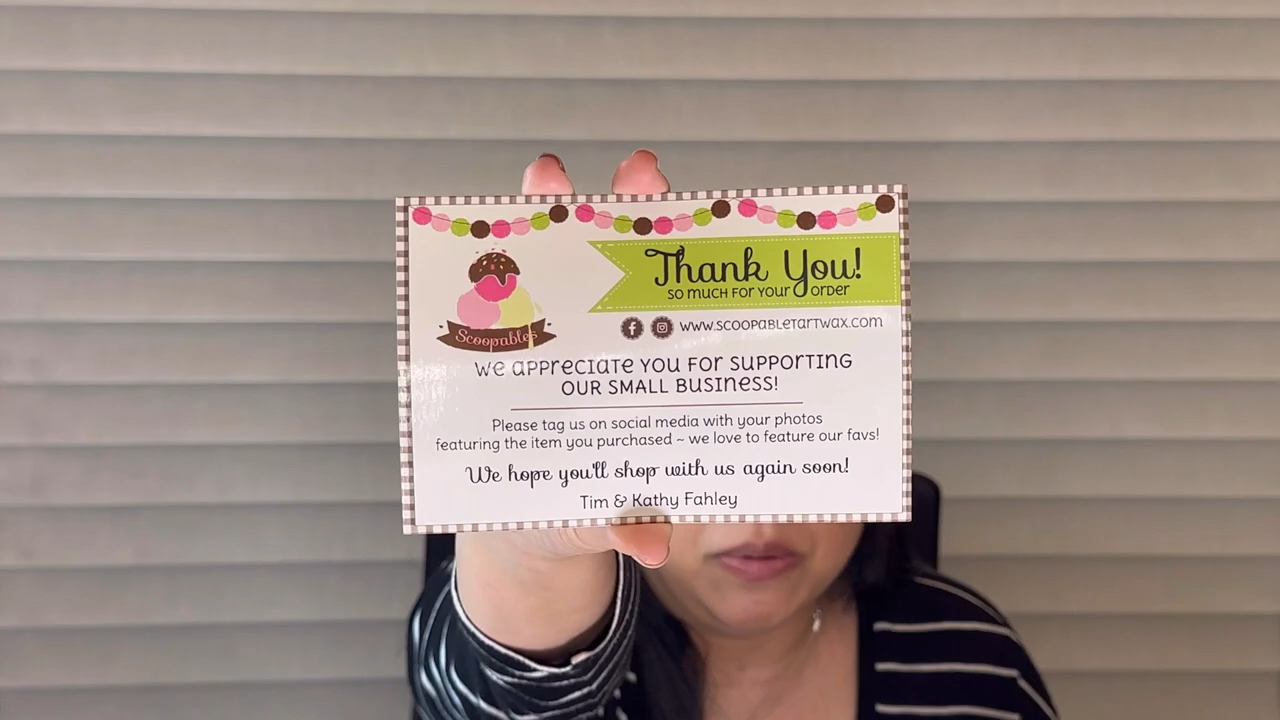 Thank You!
SO MUCH FOR YOUR ORDER
Scoopables
www.scoopabletartwax.com
we appreciate you for supporting
our small business!
Please tag us on social media with your photos
featuring the item you purchased ~ we love to feature our favs!
We hope you'll shop with us again soon!
Tim & Kathy Fahley